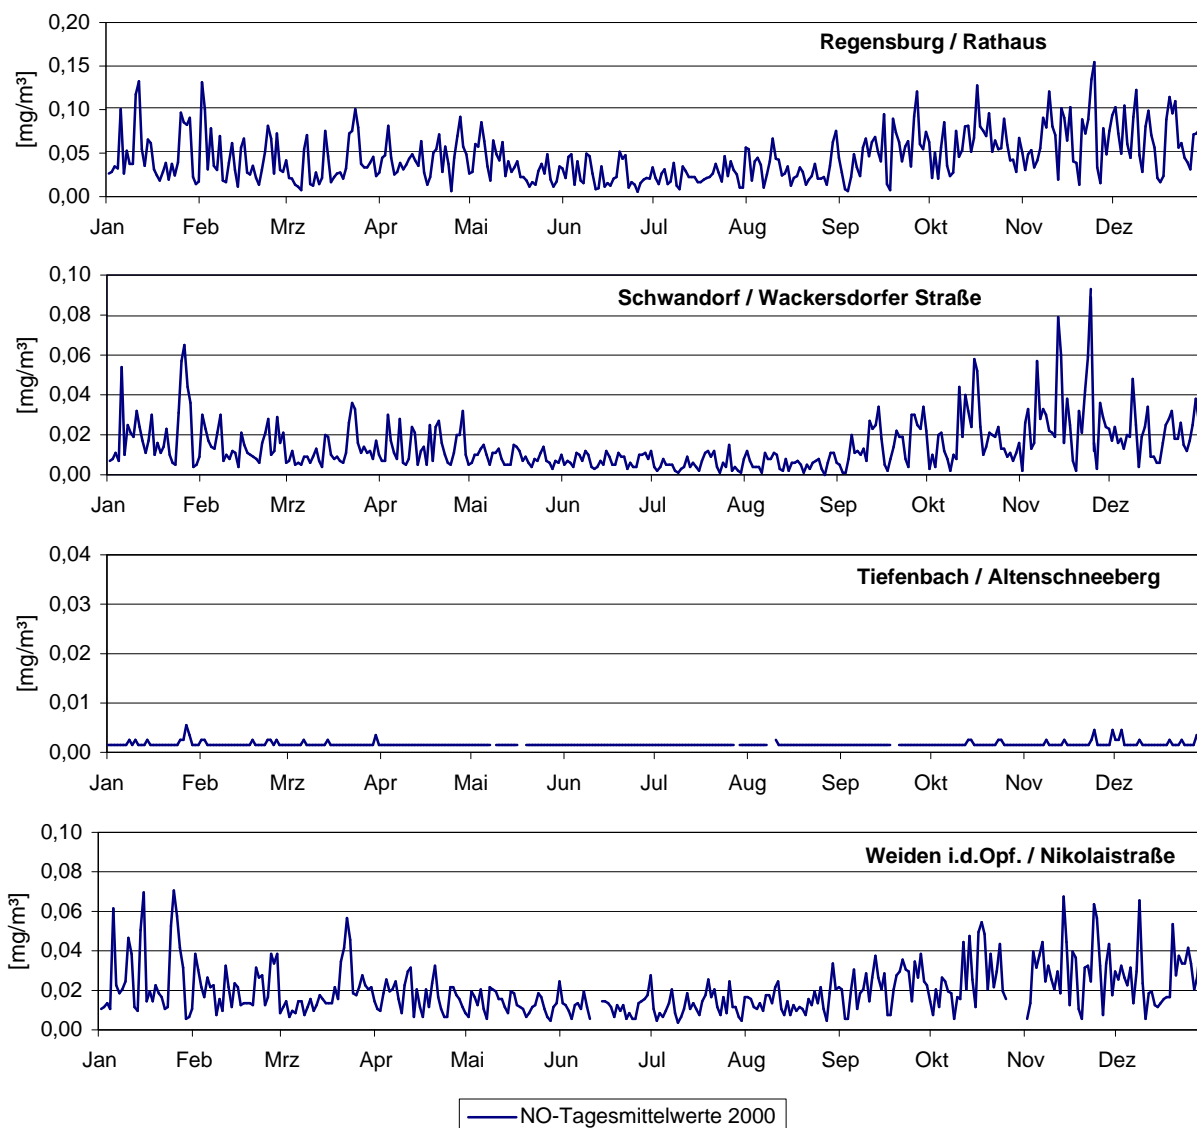 0,20
Regensburg / Rathaus
0,15
[mg/m³]
0,10
0,05
0,00
Jan Feb Mrz Apr Mai Jun Jul Aug Sep Okt Nov Dez
0,10
Schwandorf / Wackersdorfer Straße
0,08
[mg/m³]
0,06
0,04
0,02
0,00
Jan Feb Mrz Apr Mai Jun Jul Aug Sep Okt Nov Dez
0,04
Tiefenbach / Altenschneeberg
0,03
[mg/m³]
0,02
0,01
0,00
Jan Feb Mrz Apr Mai Jun Jul Aug Sep Okt Nov Dez
0,10
Weiden i.d.Opf. / Nikolaistraße
0,08
[mg/m³]
0,06
0,04
0,02
0,00
Jan Feb Mrz Apr Mai Jun Jul Aug Sep Okt Nov Dez
NO-Tagesmittelwerte 2000